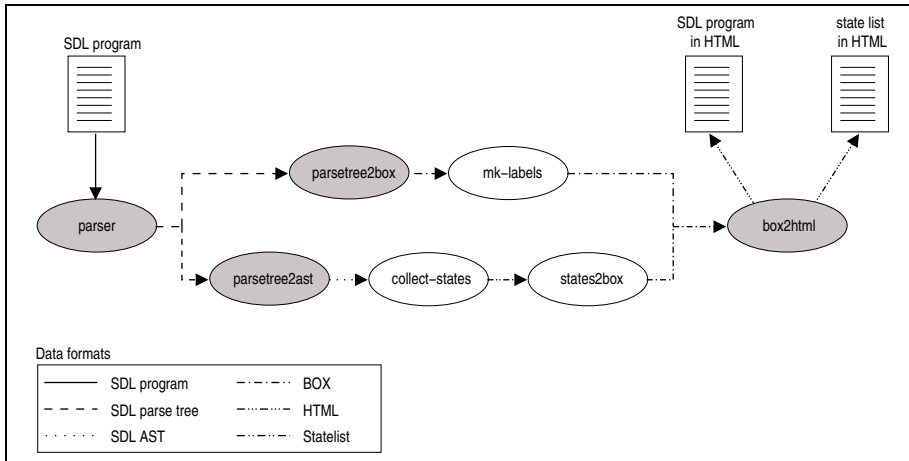 SDL program
SDL program
in HTML
state list
in HTML
parsetree2box
mk−labels
parser
box2html
parsetree2ast
collect−states
states2box
Data formats
SDL program
BOX
SDL parse tree
HTML
SDL AST
Statelist